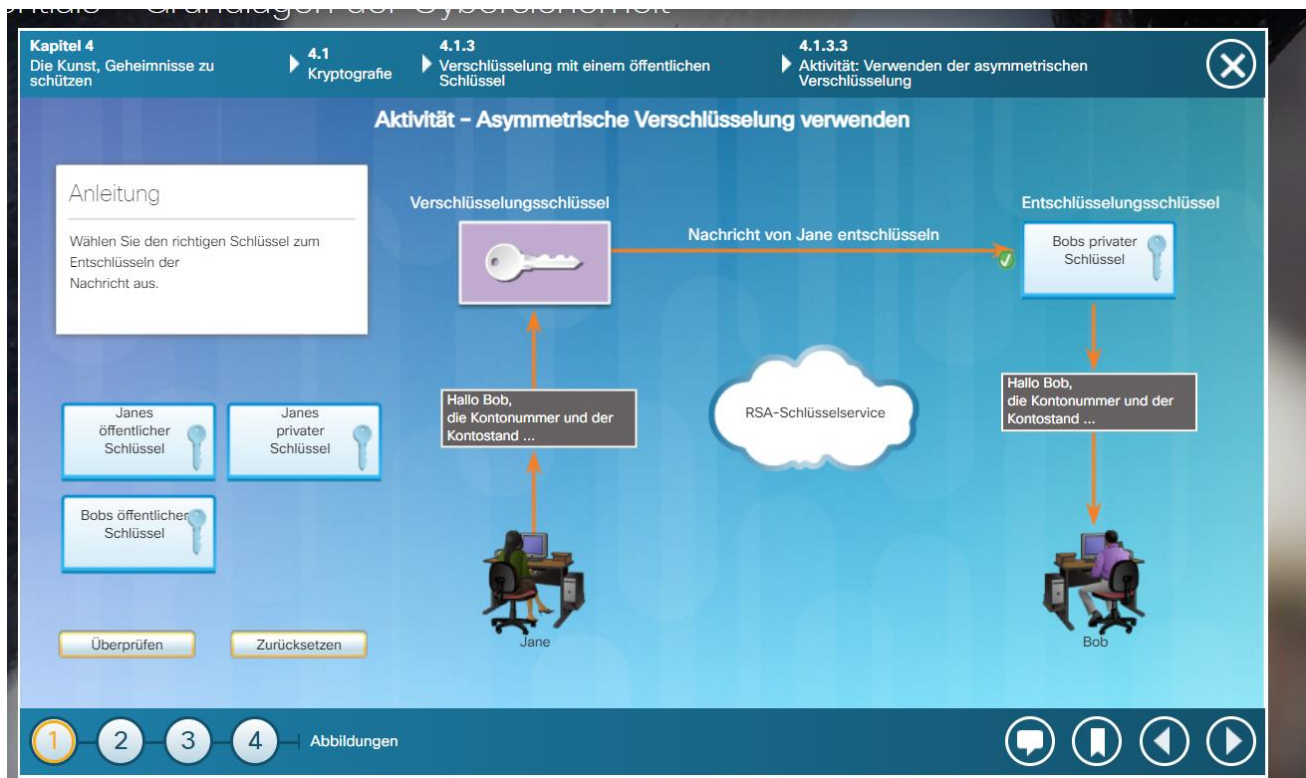 entials – Grundlagen der Cybersicherheit
Kapitel 4
Die Kunst, Geheimnisse zu
schützen
4.1
Kryptografie
4.1.3
Verschlüsselung mit einem öffentlichen
Schlüssel
4.1.3.3
Aktivität: Verwenden der asymmetrischen
Verschlüsselung
Aktivität – Asymmetrische Verschlüsselung verwenden
Anleitung
Wählen Sie den richtigen Schlüssel zum
Entschlüsseln der
Nachricht aus.
Verschlüsselungsschlüssel
Nachricht von Jane entschlüsseln
Entschlüsselungsschlüssel
Bobs privater
Schlüssel
Janes
öffentlicher
Schlüssel
Janes
privater
Schlüssel
Bobs öffentlicher
Schlüssel
Hallo Bob,
die Kontonummer und der
Kontostand ...
RSA-Schlüsselservice
Hallo Bob,
die Kontonummer und der
Kontostand ...
Jane
Bob
Überprüfen
Zurücksetzen
1
2
3
4
Abbildungen